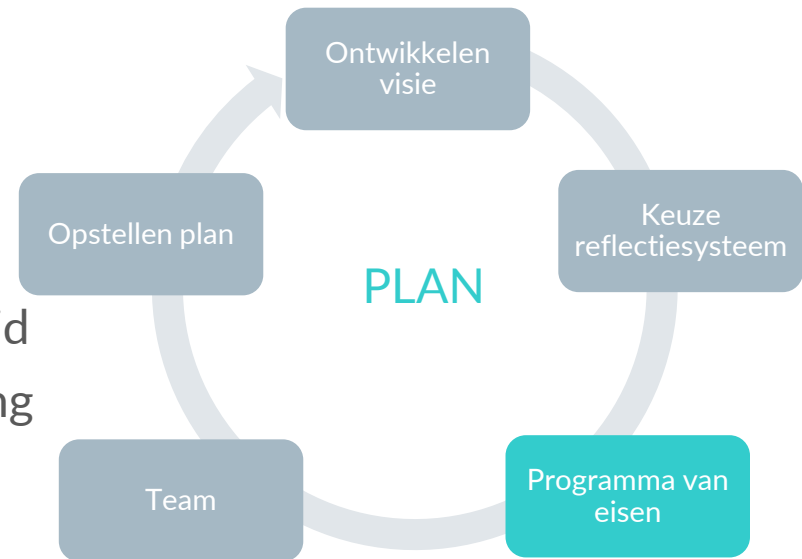 Ontwikkelen
visie
Keuze
reflectiesysteem
Opstellen plan
PLAN
Programma van
eisen
Team